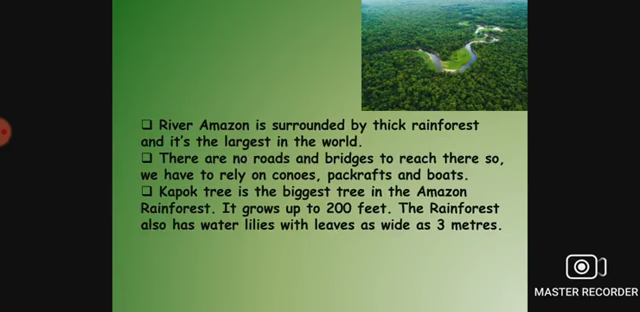 ❑ River Amazon is surrounded by thick rainforest
and it's the largest in the world.
❑ There are no roads and bridges to reach there so,
we have to rely on conoes, packrafts and boats.
❑ Kapok tree is the biggest tree in the Amazon
Rainforest. It grows up to 200 feet. The Rainforest
also has water lilies with leaves as wide as 3 metres.
MASTER RECORDER